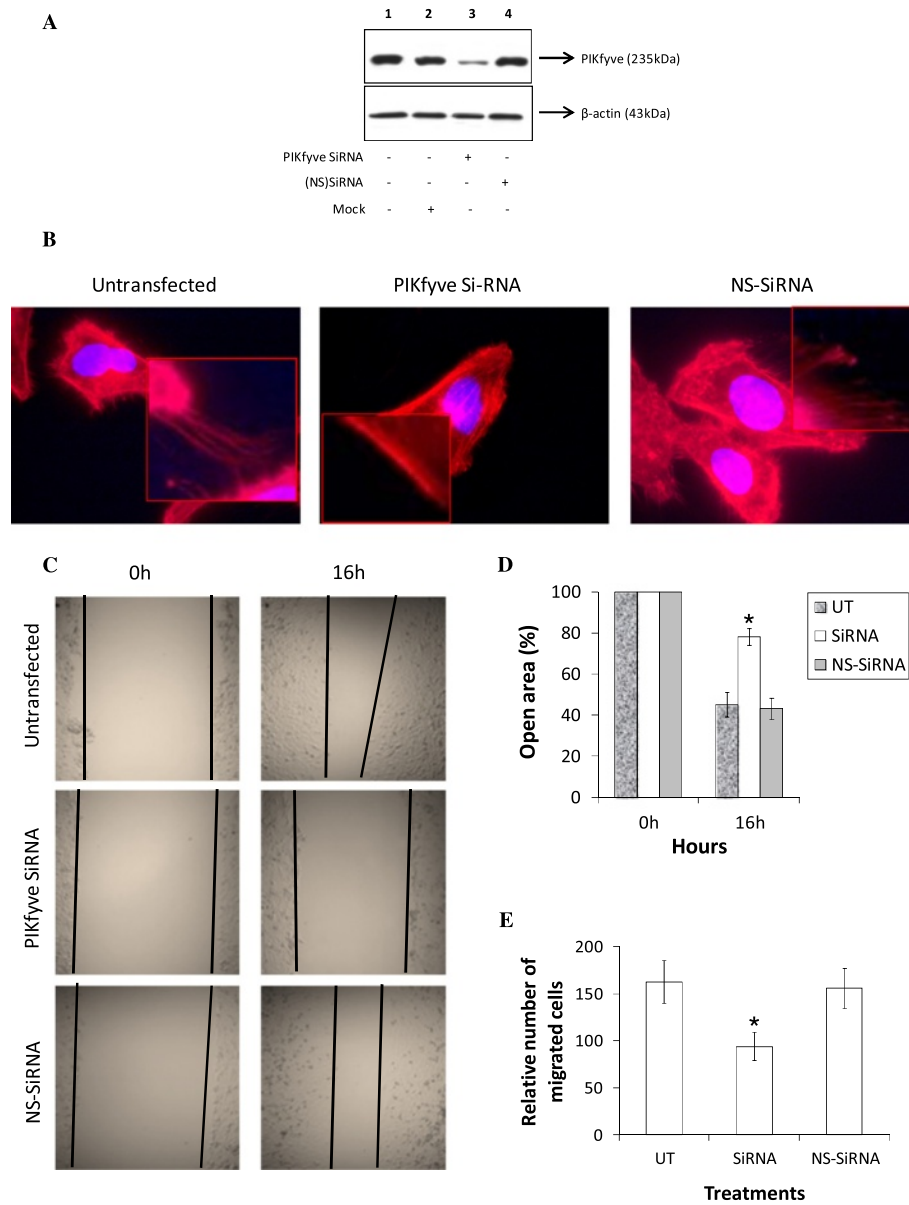 A
1 2 3 4
PIKfyve (235kDa)
β-actin (43kDa)
PIKfyve SiRNA - - + -
(NS)SiRNA - - - +
Mock - + - -
B
Untransfected PIKfyve Si-RNA NS-SiRNA
C
0h 16h
Untransfected
PIKfyve SiRNA
NS-SiRNA
D
Open area (%)
100
80
60
40
20
0
*
0h 16h
Hours
UT
SiRNA
NS-SiRNA
E
Relative number of
migrated cells
200
150
100
50
0
*
UT SiRNA NS-SiRNA
Treatments